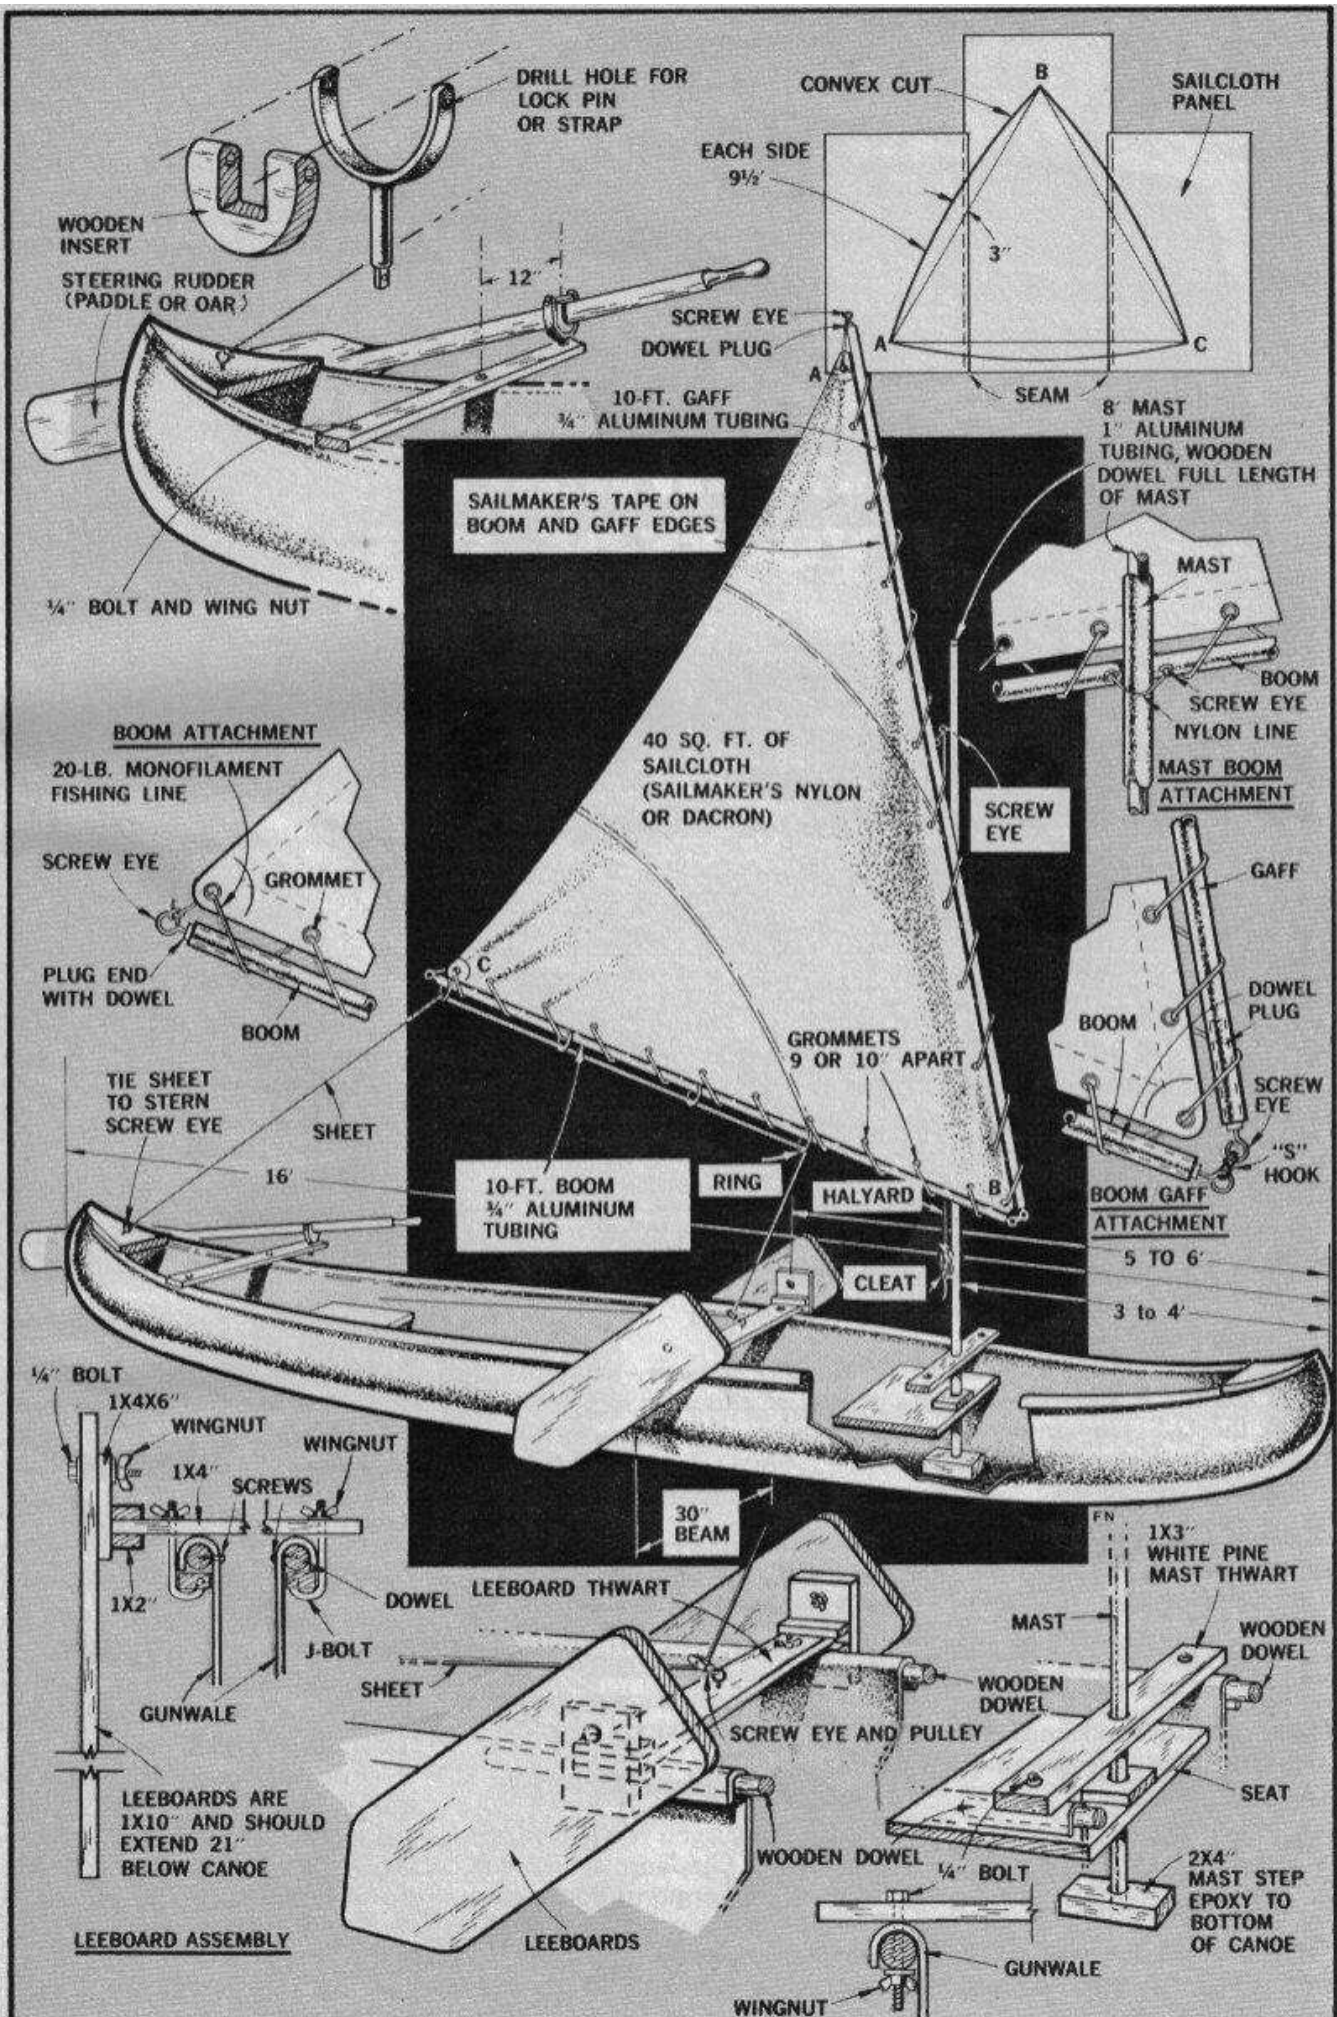 DRILL HOLE FOR
LOCK PIN
OR STRAP
WOODEN
INSERT
STEERING RUDDER
(PADDLE OR OAR)
12"
CONVEX CUT
B
SAILCLOTH
PANEL
EACH SIDE
9½'
3"
A
C
SEAM
SCREW EYE
DOWEL PLUG
A
10-FT. GAFF
¾" ALUMINUM TUBING
8' MAST
1" ALUMINUM
TUBING, WOODEN
DOWEL FULL LENGTH
OF MAST
SAILMAKER'S TAPE ON
BOOM AND GAFF EDGES
¼" BOLT AND WING NUT
MAST
BOOM
SCREW EYE
NYLON LINE
MAST BOOM
ATTACHMENT
BOOM ATTACHMENT
20-LB. MONOFILAMENT
FISHING LINE
SCREW EYE
GROMMET
PLUG END
WITH DOWEL
BOOM
40 SQ. FT. OF
SAILCLOTH
(SAILMAKER'S NYLON
OR DACRON)
SCREW
EYE
GAFF
DOWEL
PLUG
BOOM
SCREW
EYE
"S"
HOOK
BOOM GAFF
ATTACHMENT
C
GROMMETS
9 OR 10" APART
TIE SHEET
TO STERN
SCREW EYE
SHEET
16'
10-FT. BOOM
¾" ALUMINUM
TUBING
RING
HALYARD
B
5 TO 6'
CLEAT
3 to 4'
¼" BOLT
1X4X6"
WINGNUT
1X4"
WINGNUT
SCREWS
1X2"
DOWEL
J-BOLT
GUNWALE
30"
BEAM
FN
1X3"
WHITE PINE
MAST THWART
LEEBOARD THWART
MAST
WOODEN
DOWEL
SHEET
WOODEN
DOWEL
SCREW EYE AND PULLEY
SEAT
LEEBOARDS ARE
1X10" AND SHOULD
EXTEND 21"
BELOW CANOE
WOODEN DOWEL
¼" BOLT
2X4"
MAST STEP
EPOXY TO
BOTTOM
OF CANOE
LEEBOARD ASSEMBLY
LEEBOARDS
GUNWALE
WINGNUT